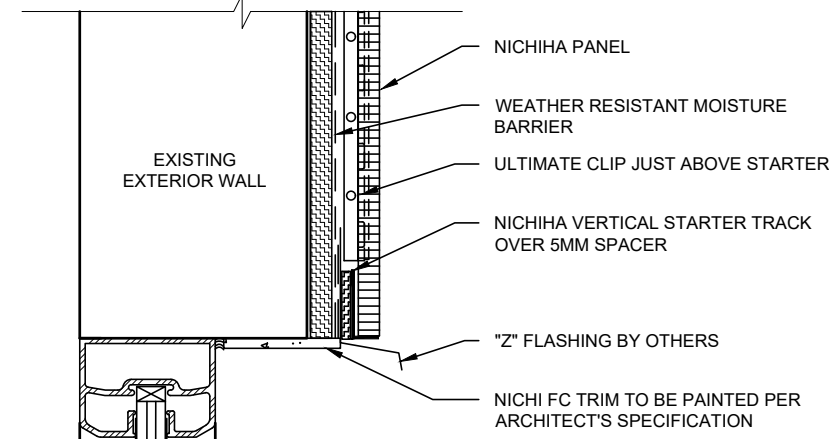 NICHIHA PANEL
WEATHER RESISTANT MOISTURE
BARRIER
EXISTING
EXTERIOR WALL
ULTIMATE CLIP JUST ABOVE STARTER
NICHIHA VERTICAL STARTER TRACK
OVER 5MM SPACER
"Z" FLASHING BY OTHERS
NICHI FC TRIM TO BE PAINTED PER
ARCHITECT'S SPECIFICATION